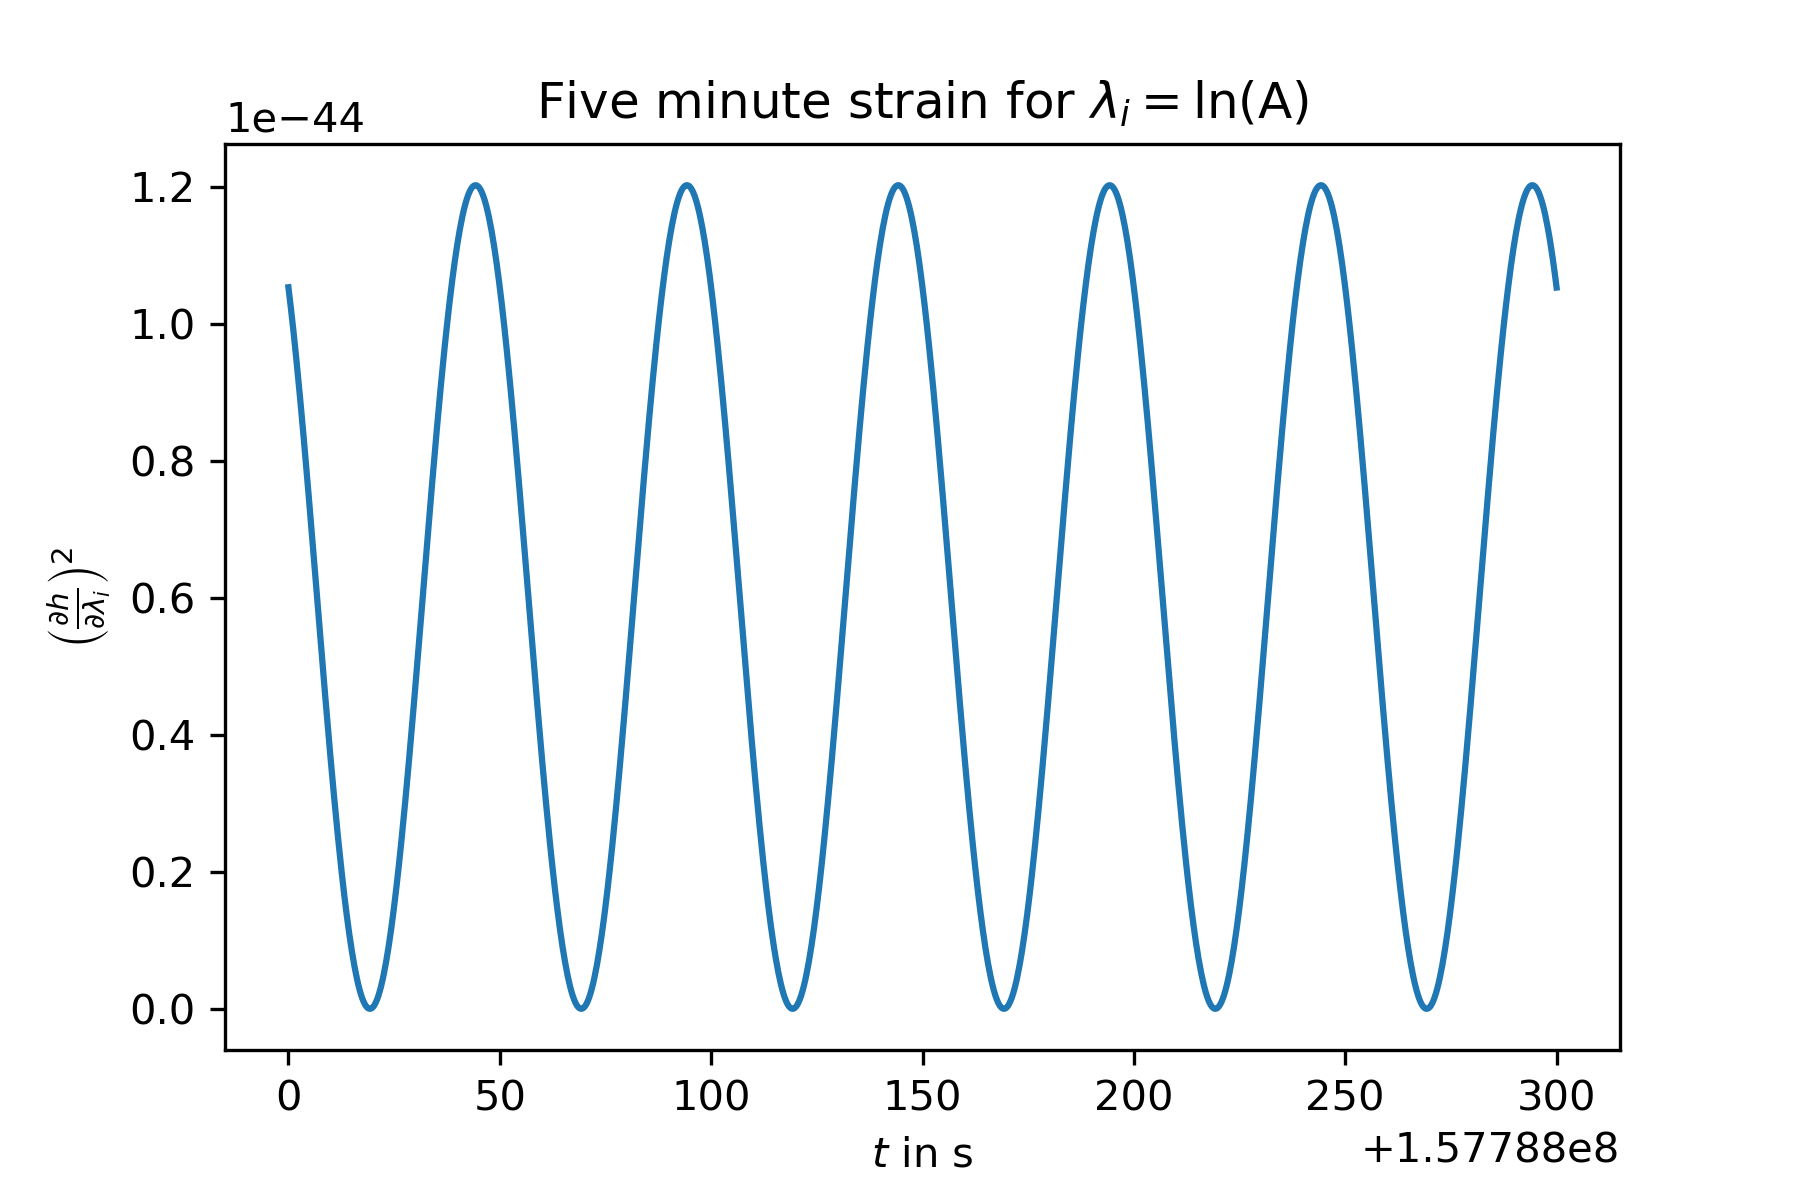 Five minute strain for λᵢ = ln(A)
1e−44
1.2
1.0
0.8
0.6
0.4
0.2
0.0
(∂h/∂λᵢ)²
0 50 100 150 200 250 300
t in s
+1.57788e8